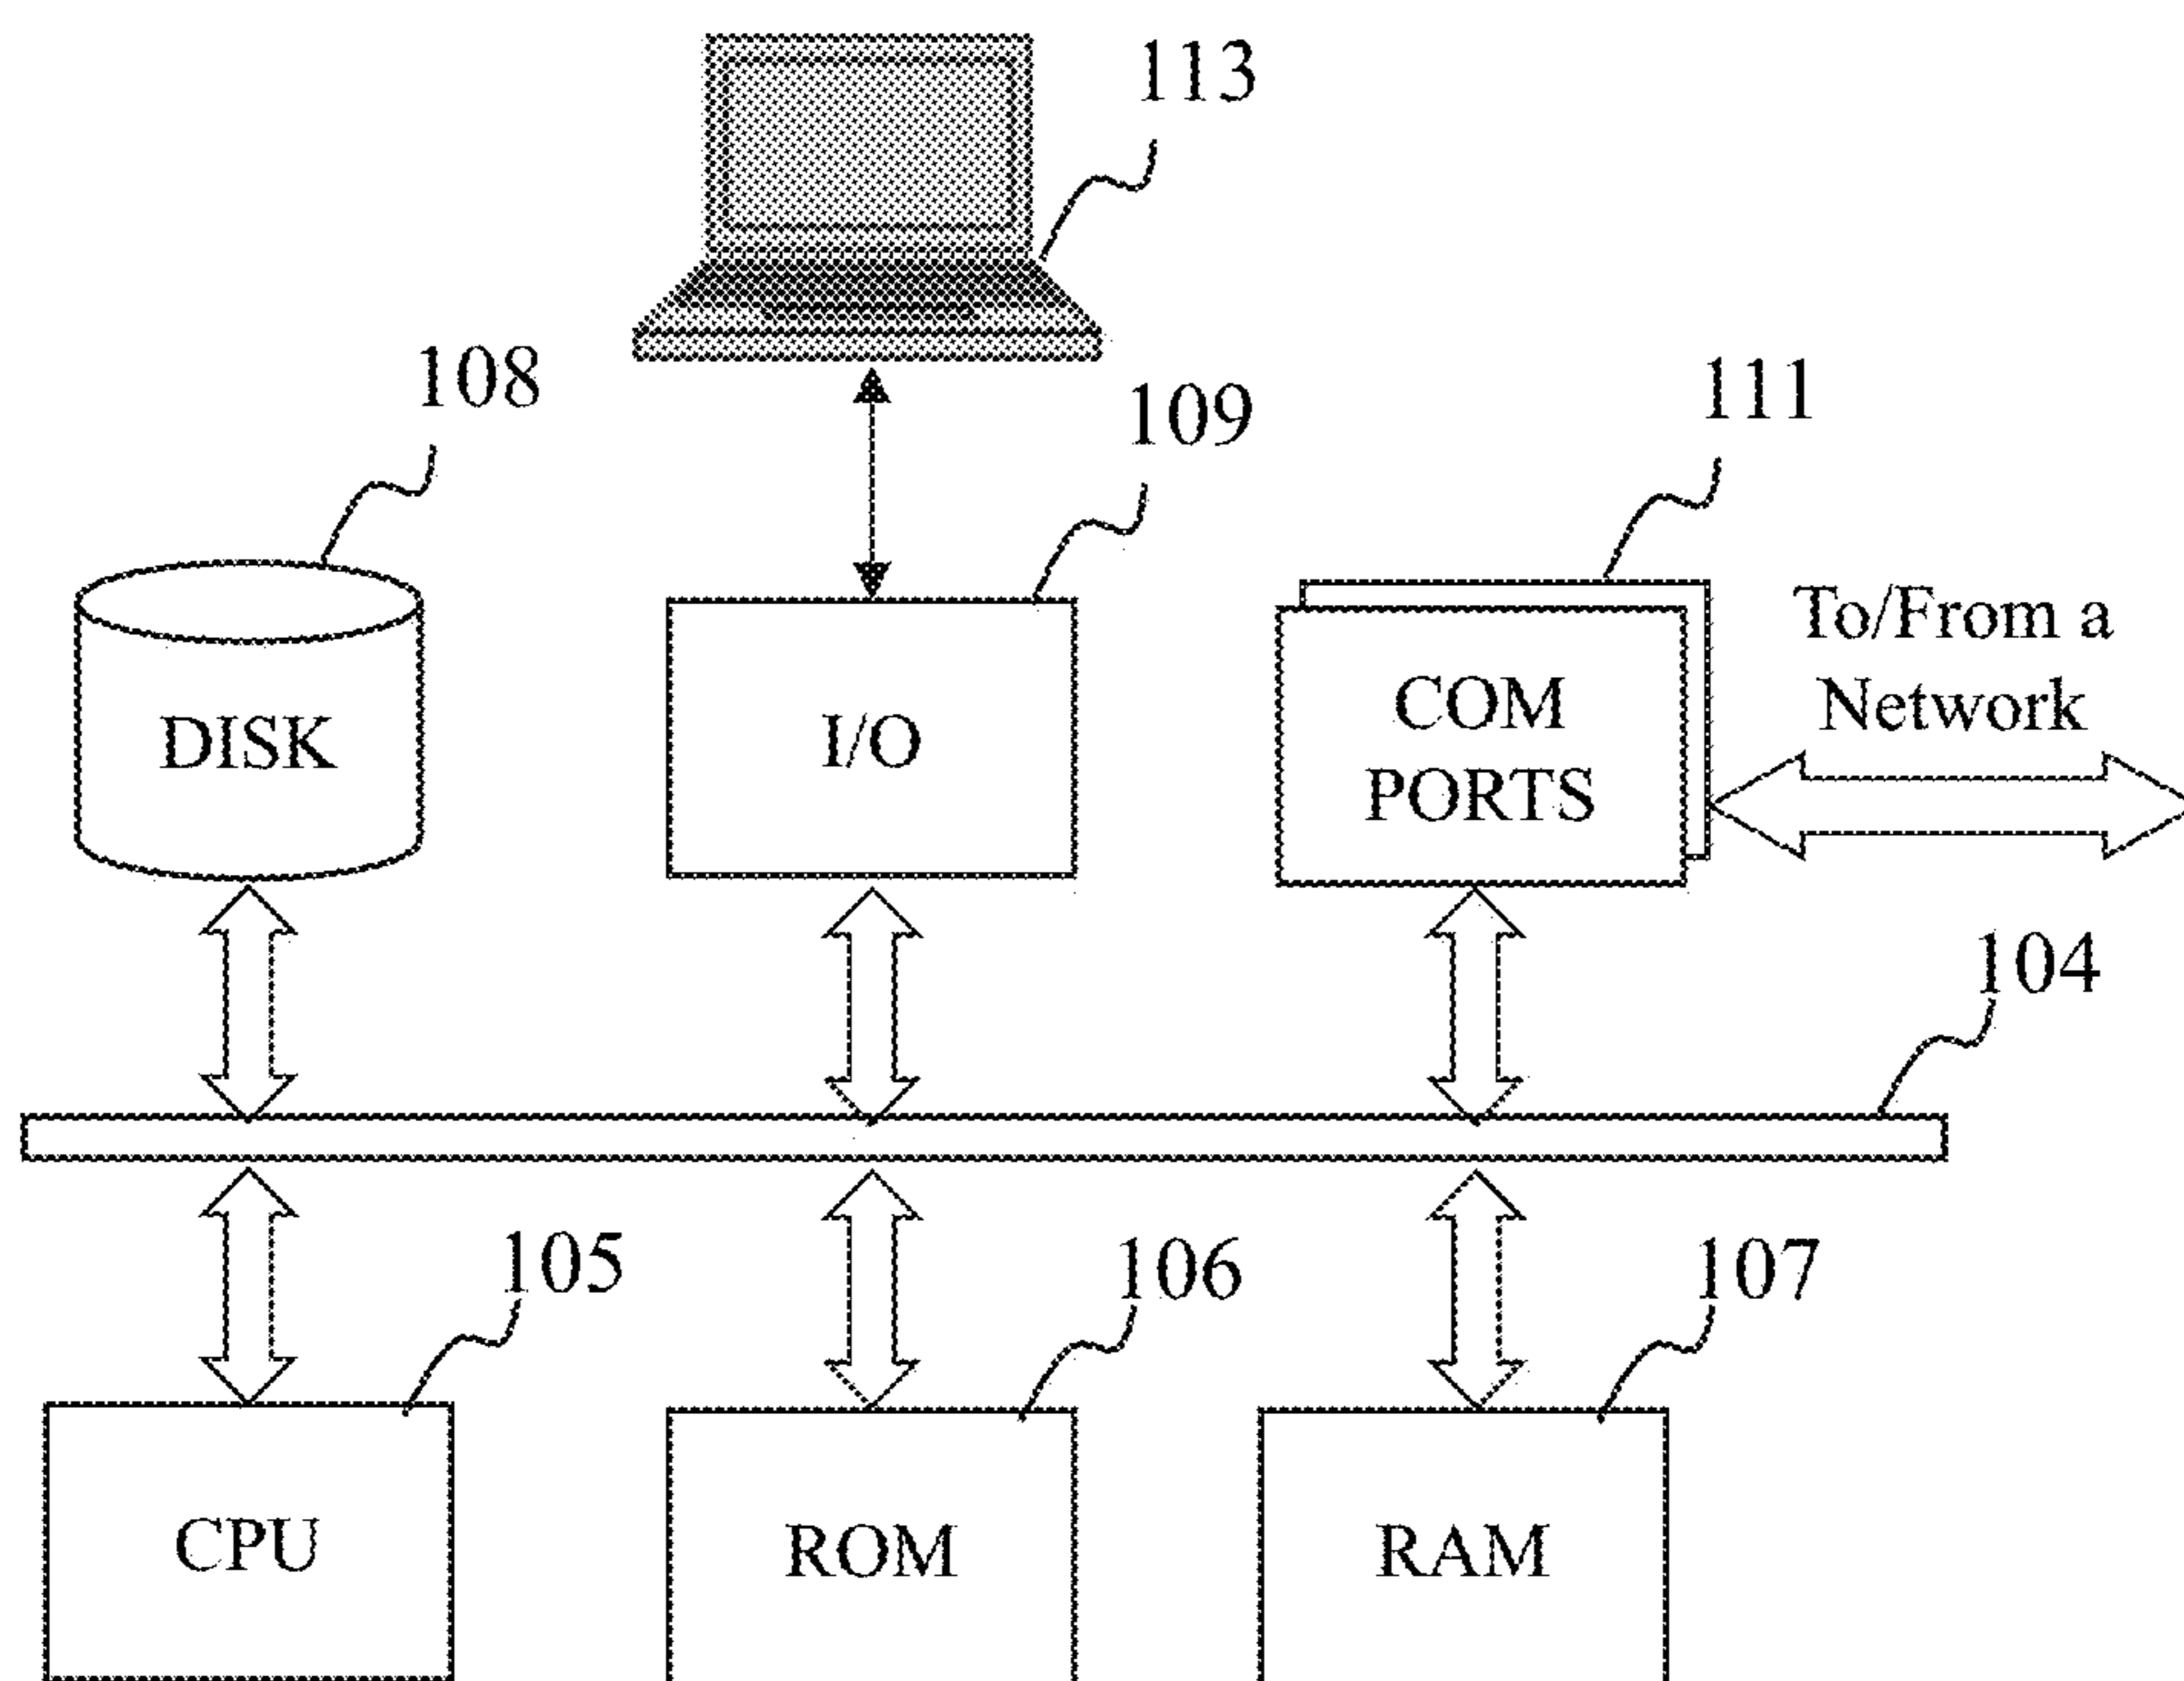 113
108
109
111
To/From a
Network
DISK
I/O
COM
PORTS
104
105
106
107
CPU
ROM
RAM